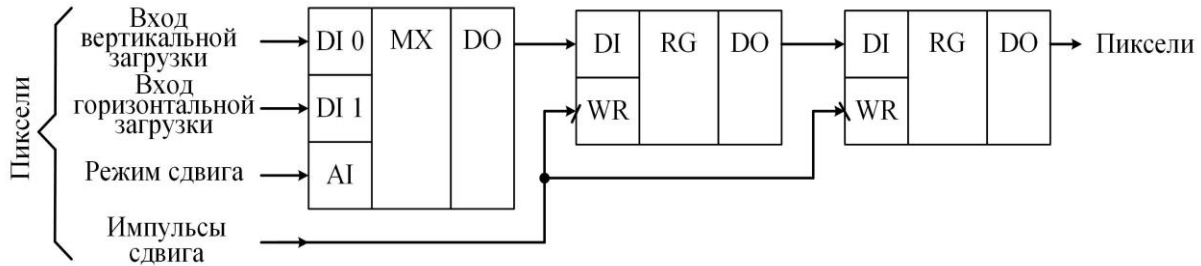 Пиксели
Вход
вертикальной
загрузки
Вход
горизонтальной
загрузки
Режим сдвига
Импульсы
сдвига
DI 0
MX
DO
DI 1
AI
DI
RG
DO
WR
DI
RG
DO
WR
Пиксели